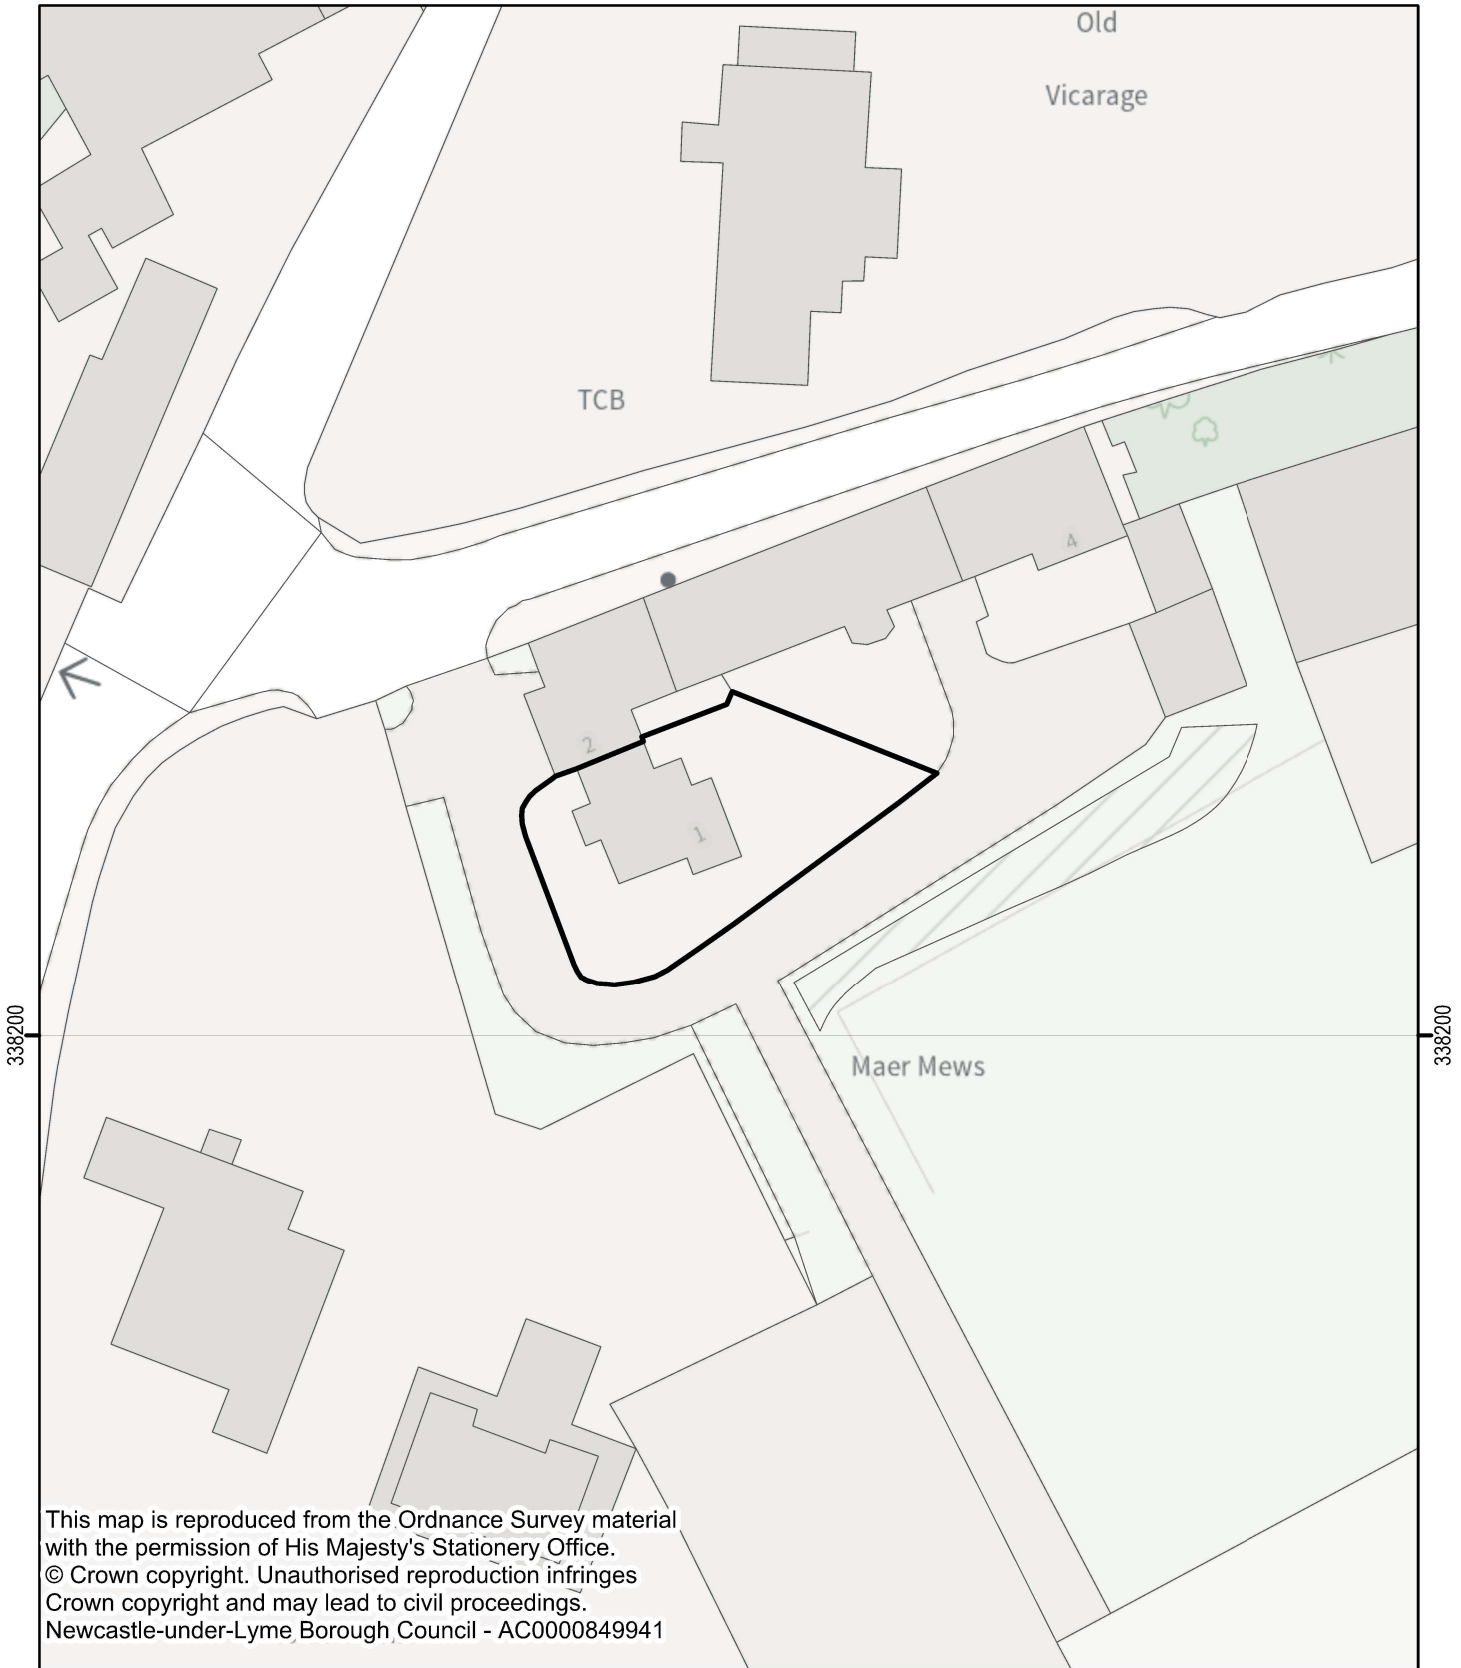 Old
Vicarage
TCB
4
2
1
338200
338200
Maer Mews
This map is reproduced from the Ordnance Survey material
with the permission of His Majesty's Stationery Office.
© Crown copyright. Unauthorised reproduction infringes
Crown copyright and may lead to civil proceedings.
Newcastle-under-Lyme Borough Council - AC0000849941